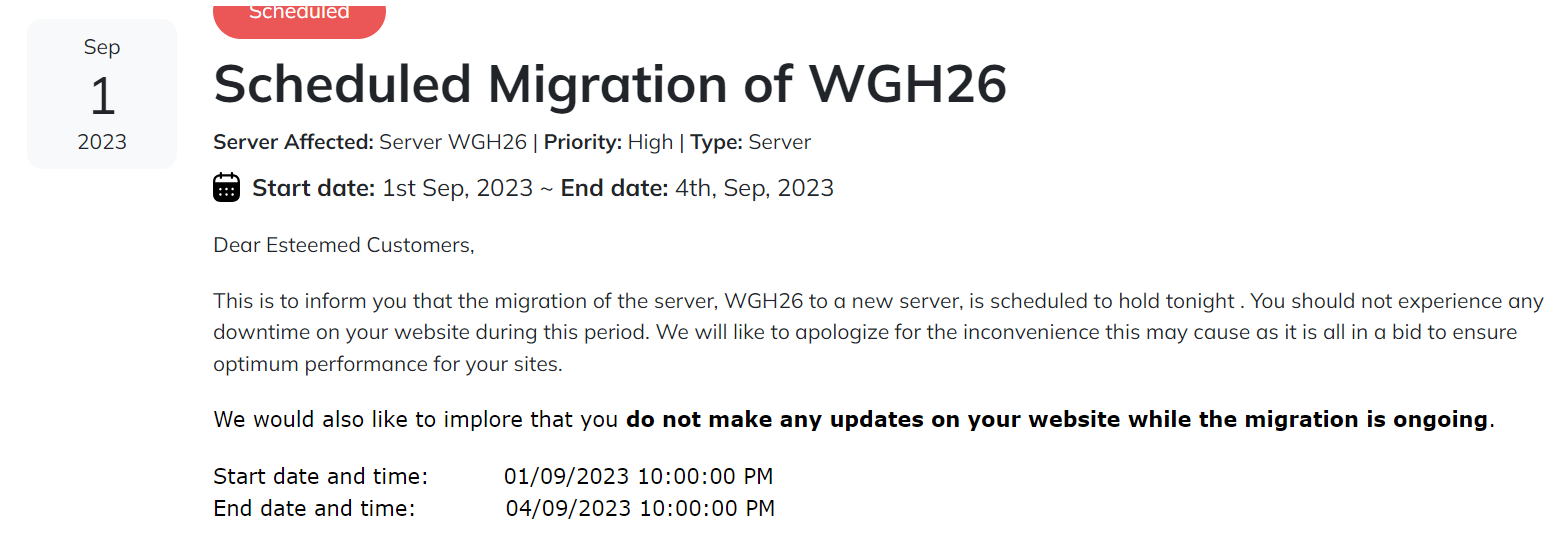 Scheduled
Sep
1
2023
Scheduled Migration of WGH26
Server Affected: Server WGH26 | Priority: High | Type: Server
Start date: 1st Sep, 2023 ~ End date: 4th, Sep, 2023
Dear Esteemed Customers,
This is to inform you that the migration of the server, WGH26 to a new server, is scheduled to hold tonight . You should not experience any
downtime on your website during this period. We will like to apologize for the inconvenience this may cause as it is all in a bid to ensure
optimum performance for your sites.
We would also like to implore that you do not make any updates on your website while the migration is ongoing.
Start date and time: 01/09/2023 10:00:00 PM
End date and time: 04/09/2023 10:00:00 PM